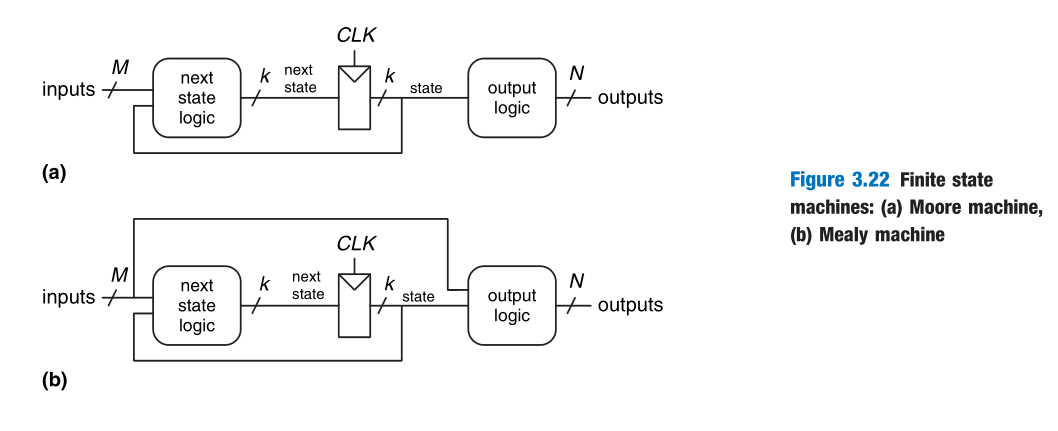 CLK
M
inputs
next
state
logic
k
next
state
k
state
output
logic
N
outputs
(a)
Figure 3.22 Finite state
machines: (a) Moore machine,
(b) Mealy machine
CLK
M
inputs
next
state
logic
k
next
state
k
state
output
logic
N
outputs
(b)